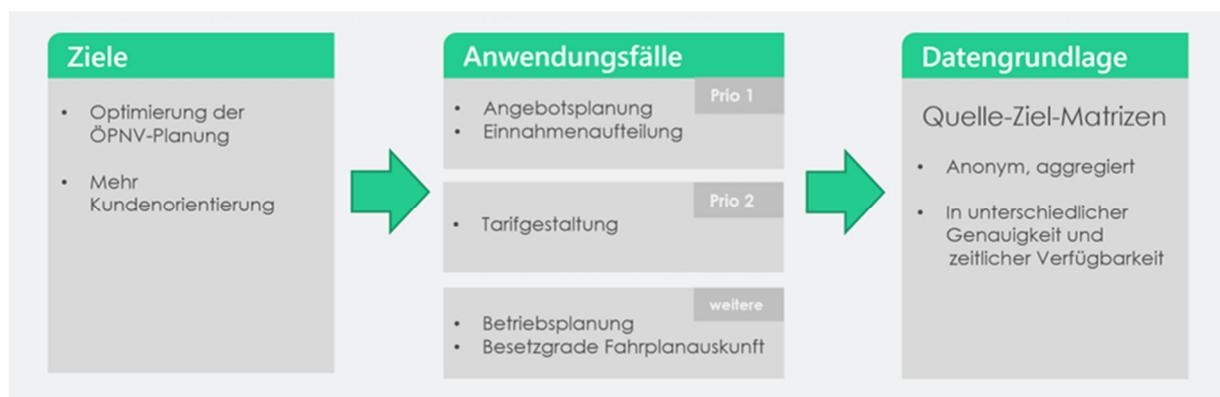 Ziele
• Optimierung der
ÖPNV-Planung
• Mehr
Kundenorientierung
Anwendungsfälle
Prio 1
• Angebotsplanung
• Einnahmenaufteilung
Prio 2
• Tarifgestaltung
weitere
• Betriebsplanung
• Besetzgrade Fahrplanauskunft
Datengrundlage
Quelle-Ziel-Matrizen
• Anonym, aggregiert
• In unterschiedlicher
Genauigkeit und
zeitlicher Verfügbarkeit